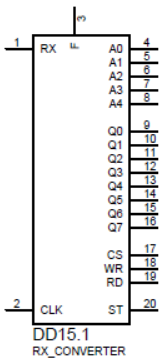 3
F
1 RX A0 4
A1 5
A2 6
A3 7
A4 8
Q0 9
Q1 10
Q2 11
Q3 12
Q4 13
Q5 14
Q6 15
Q7 16
CS 17
WR 18
RD 19
2 CLK ST 20
DD15.1
RX_CONVERTER